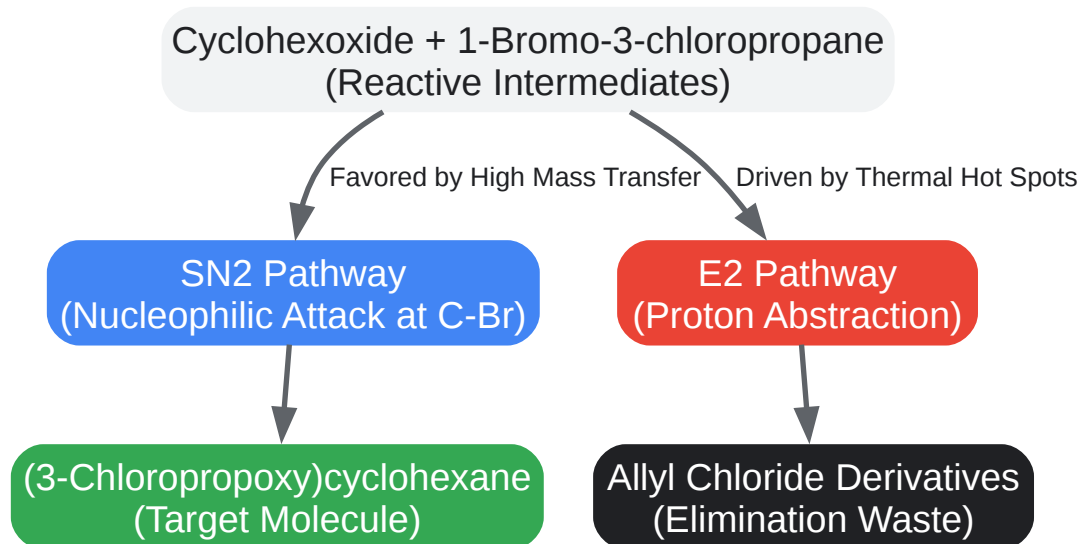 Cyclohexoxide + 1-Bromo-3-chloropropane
(Reactive Intermediates)
Favored by High Mass Transfer
Driven by Thermal Hot Spots
SN2 Pathway
(Nucleophilic Attack at C-Br)
E2 Pathway
(Proton Abstraction)
(3-Chloropropoxy)cyclohexane
(Target Molecule)
Allyl Chloride Derivatives
(Elimination Waste)